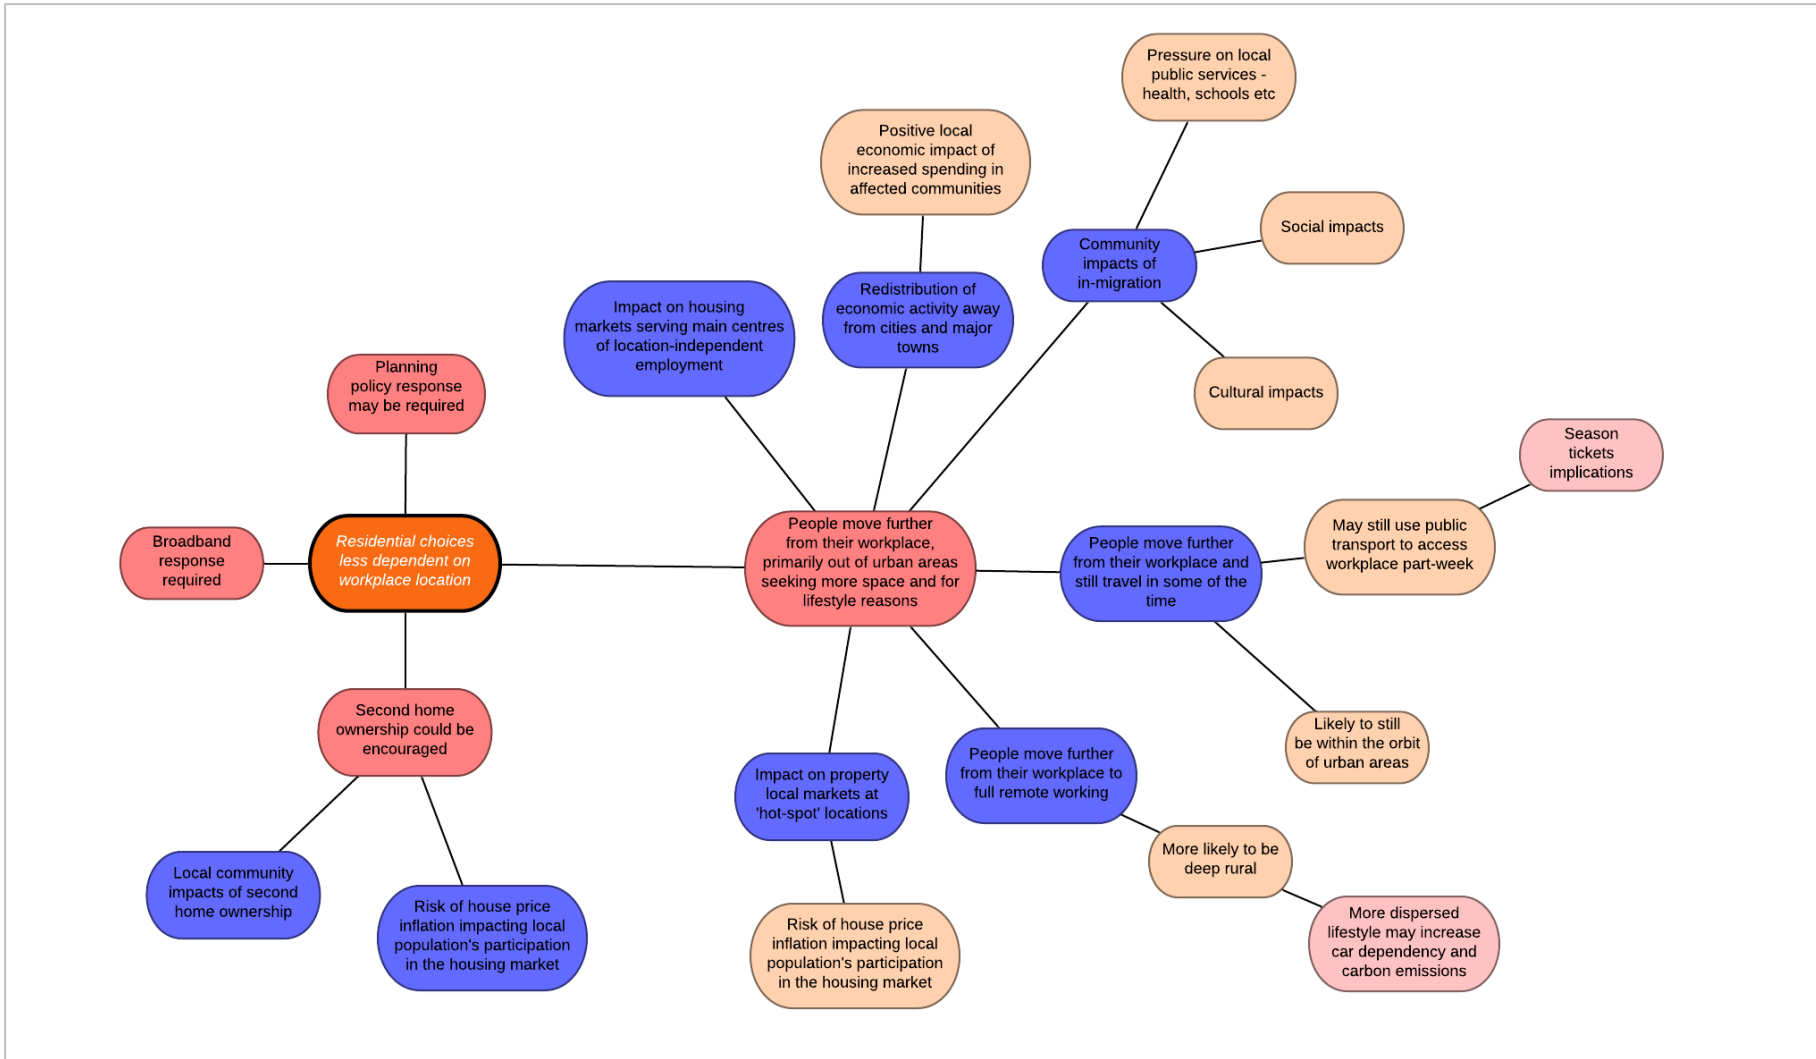 Pressure on local
public services -
health, schools etc
Positive local
economic impact of
increased spending in
affected communities
Social impacts
Community
impacts of
in-migration
Redistribution of
economic activity away
from cities and major
towns
Impact on housing
markets serving main centres
of location-independent
employment
Planning
policy response
may be required
Cultural impacts
Season
tickets
implications
People move further
from their workplace,
primarily out of urban areas
seeking more space and for
lifestyle reasons
May still use public
transport to access
workplace part-week
Broadband
response
required
Residential choices
less dependent on
workplace location
People move further
from their workplace and
still travel in some of the
time
Second home
ownership could be
encouraged
Likely to still
be within the orbit
of urban areas
People move further
from their workplace to
full remote working
Impact on property
local markets at
'hot-spot' locations
More likely to be
deep rural
Local community
impacts of second
home ownership
Risk of house price
inflation impacting local
population's participation
in the housing market
Risk of house price
inflation impacting local
population's participation
in the housing market
More dispersed
lifestyle may increase
car dependency and
carbon emissions